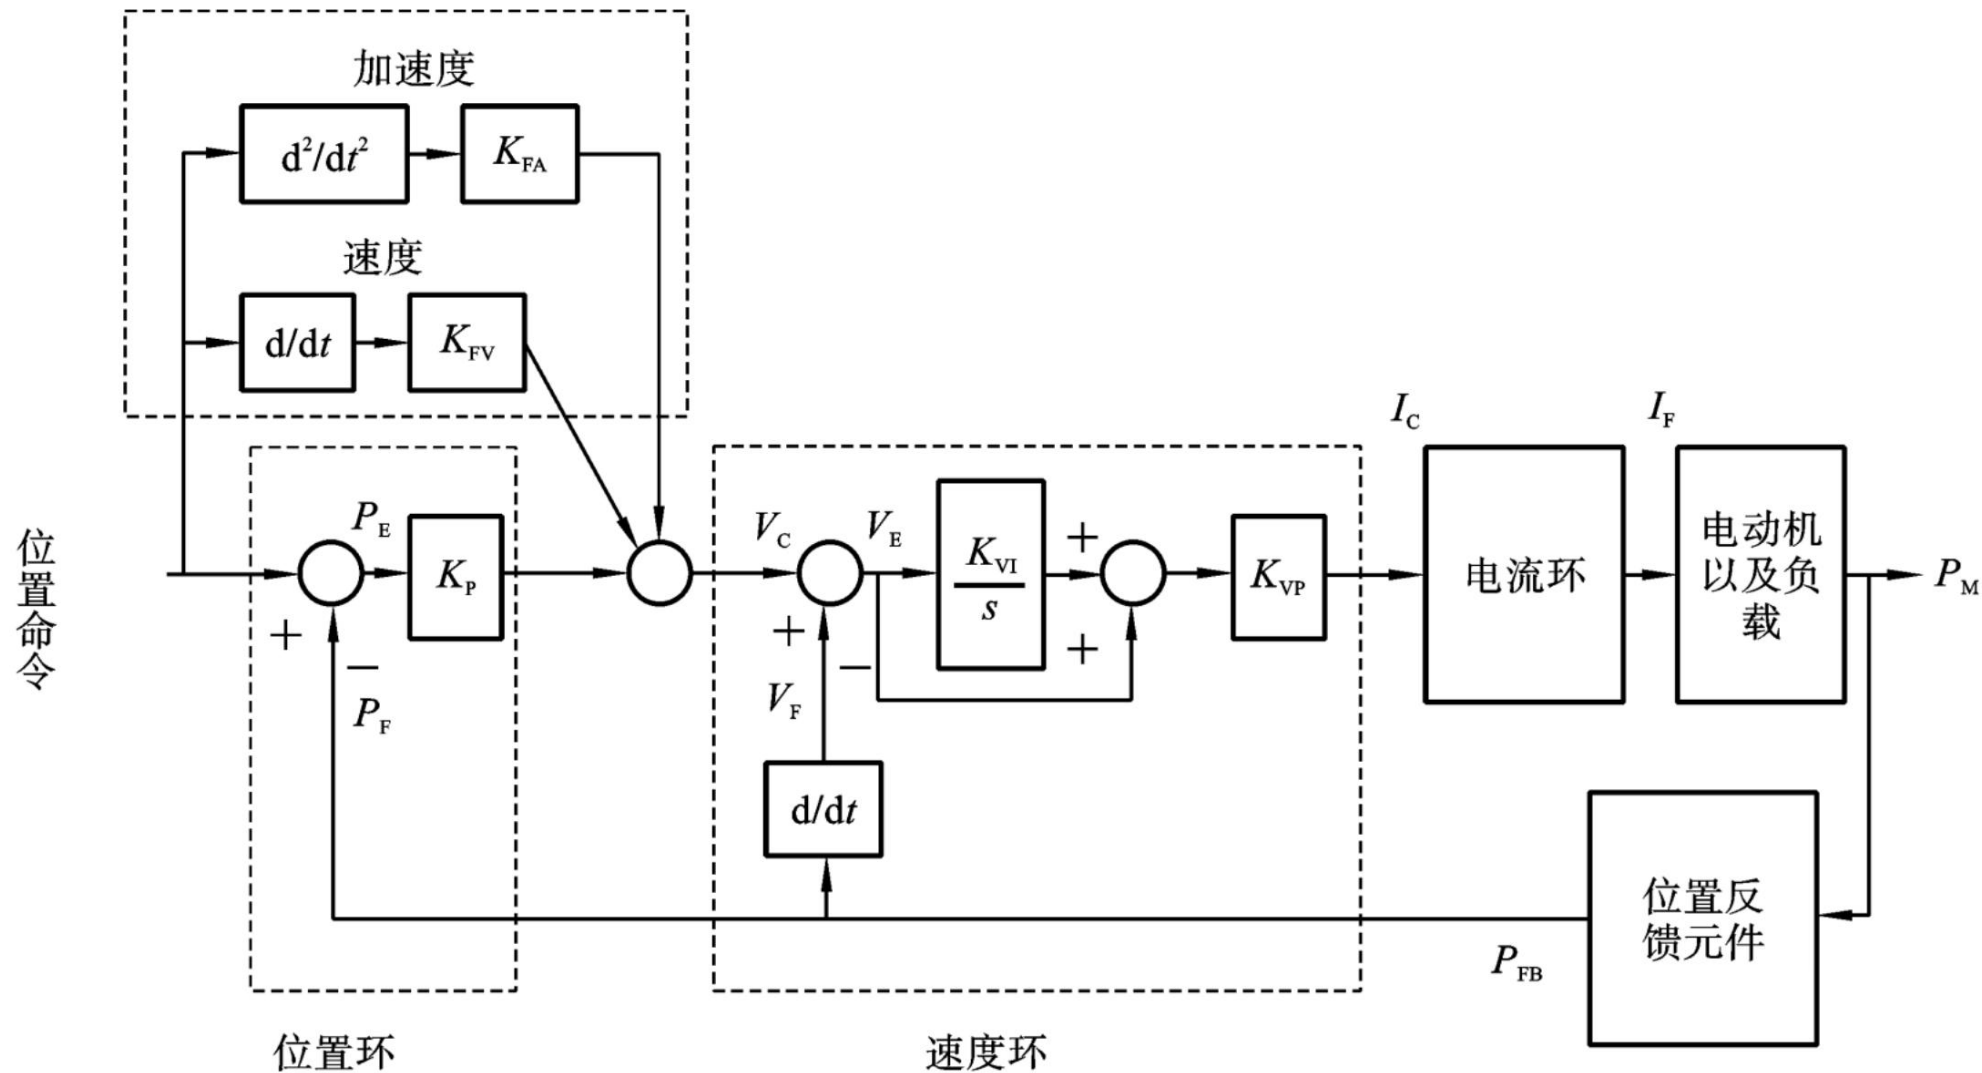 加速度
d²/dt²
K_FA
速度
d/dt
K_FV
位置命令
+
−
P_E
P_F
K_P
V_C
V_E
+
−
V_F
d/dt
K_VI
s
+
+
K_VP
I_C
电流环
I_F
电动机
以及负
载
P_M
位置反
馈元件
P_FB
位置环
速度环